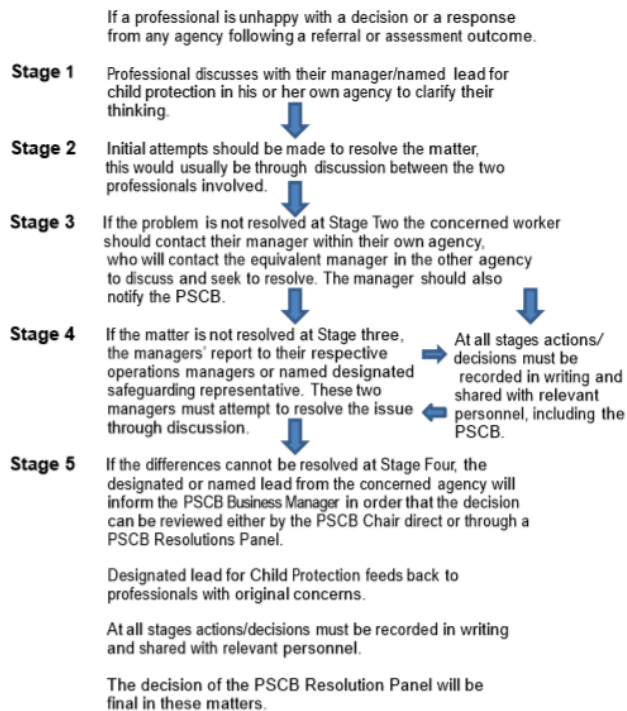 If a professional is unhappy with a decision or a response
from any agency following a referral or assessment outcome.
Stage 1
Professional discusses with their manager/named lead for
child protection in his or her own agency to clarify their
thinking.
Stage 2
Initial attempts should be made to resolve the matter,
this would usually be through discussion between the two
professionals involved.
Stage 3
If the problem is not resolved at Stage Two the concerned worker
should contact their manager within their own agency,
who will contact the equivalent manager in the other agency
to discuss and seek to resolve. The manager should also
notify the PSCB.
Stage 4
If the matter is not resolved at Stage three,
the managers' report to their respective
operations managers or named designated
safeguarding representative. These two
managers must attempt to resolve the issue
through discussion.
At all stages actions/
decisions must be
recorded in writing and
shared with relevant
personnel, including the
PSCB.
Stage 5
If the differences cannot be resolved at Stage Four, the
designated or named lead from the concerned agency will
inform the PSCB Business Manager in order that the decision
can be reviewed either by the PSCB Chair direct or through a
PSCB Resolutions Panel.
Designated lead for Child Protection feeds back to
professionals with original concerns.
At all stages actions/decisions must be recorded in writing
and shared with relevant personnel.
The decision of the PSCB Resolution Panel will be
final in these matters.